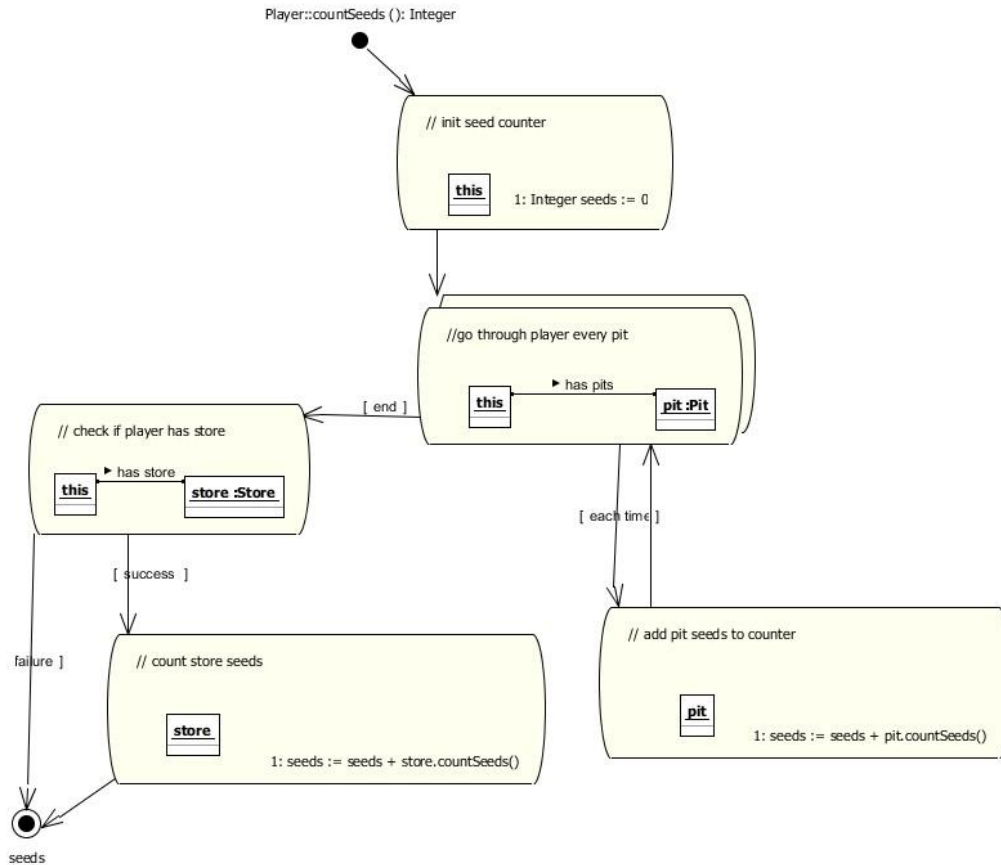 Player::countSeeds (): Integer
// init seed counter
this
1: Integer seeds := 0
//go through player every pit
this
has pits
pit :Pit
[ end ]
// check if player has store
this
has store
store :Store
[ each time ]
[ success ]
failure ]
// count store seeds
store
1: seeds := seeds + store.countSeeds()
// add pit seeds to counter
pit
1: seeds := seeds + pit.countSeeds()
seeds